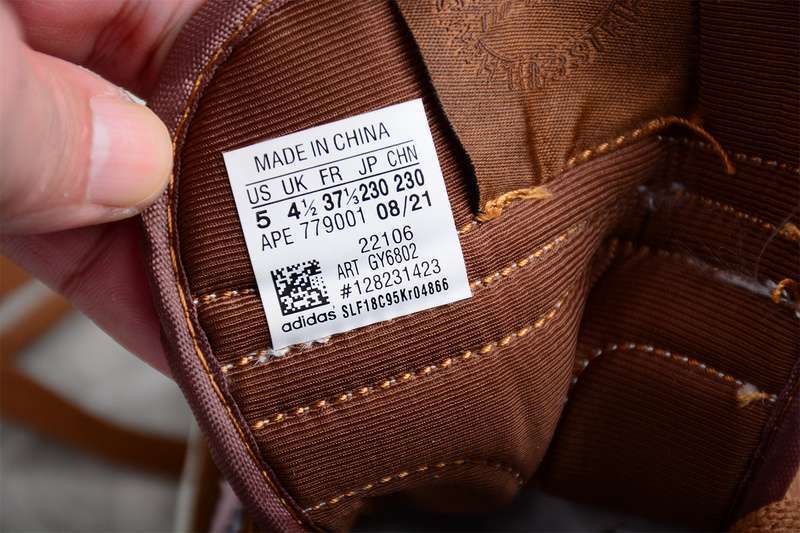 MADE IN CHINA
US UK FR JP CHN
5 4½ 37⅓ 230 230
APE 779001 08/21
22106
ART GY6802
#128231423
adidas SLF18C95Kr04866